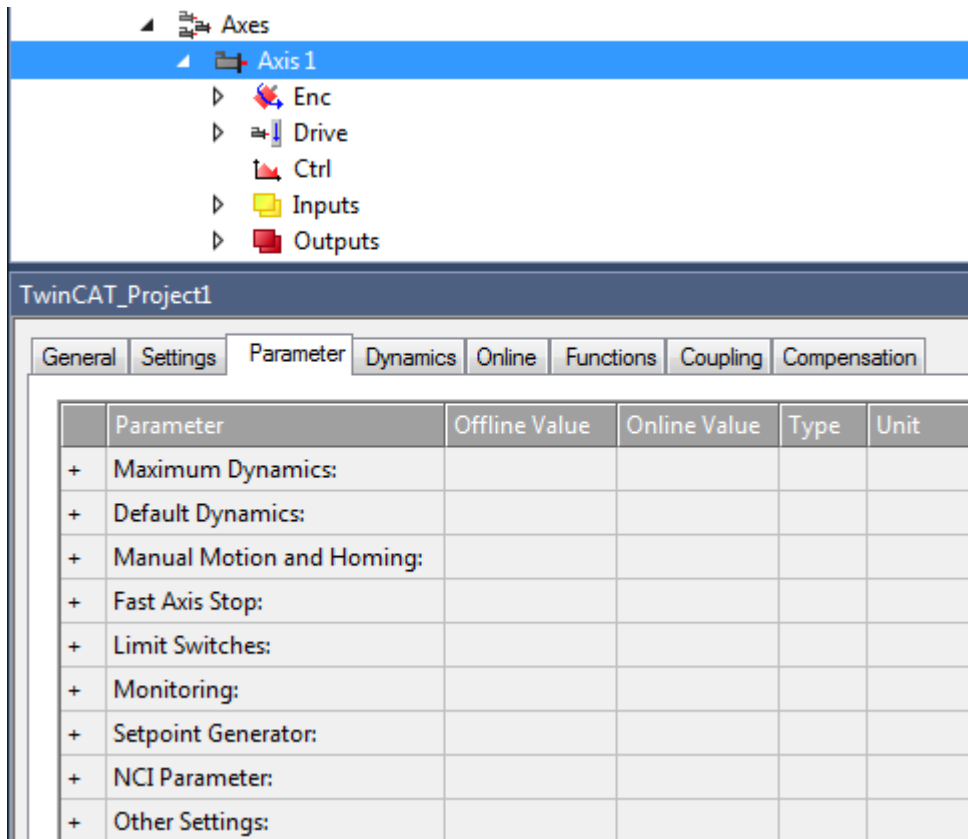 Axes
Axis 1
Enc
Drive
Ctrl
Inputs
Outputs
TwinCAT_Project1
General Settings Parameter Dynamics Online Functions Coupling Compensation
Parameter Offline Value Online Value Type Unit
+ Maximum Dynamics:
+ Default Dynamics:
+ Manual Motion and Homing:
+ Fast Axis Stop:
+ Limit Switches:
+ Monitoring:
+ Setpoint Generator:
+ NCI Parameter:
+ Other Settings: